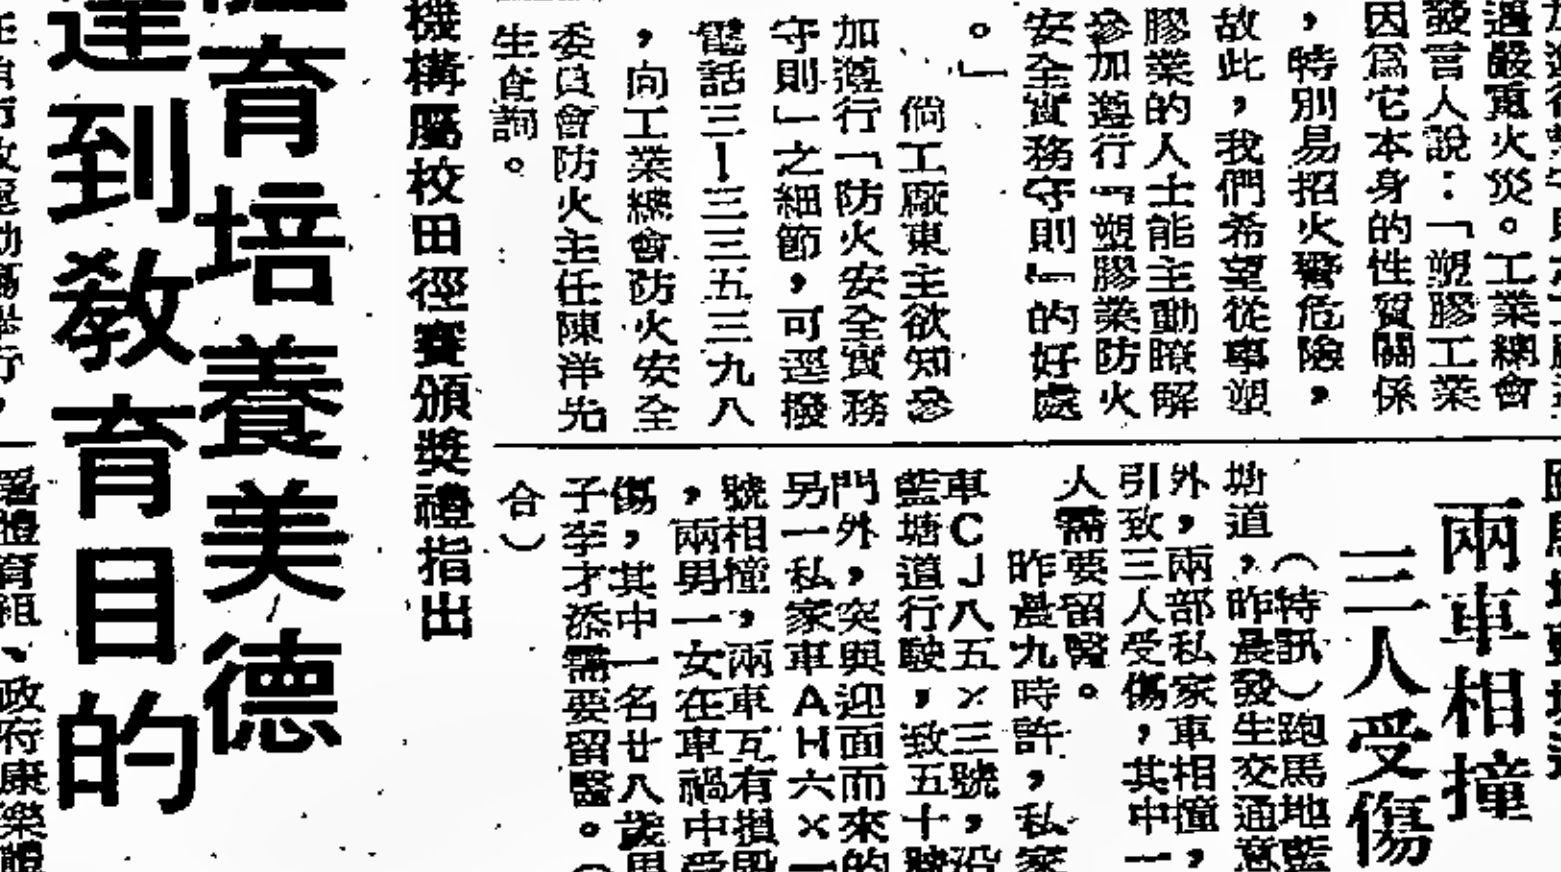 遇嚴重火災。工業總會
發言人說：「塑膠工業
因爲它本身的性質關係
，特別易招火警危險，
故此，我們希望從事塑
膠業的人士能主動瞭解
參加遵行『塑膠業防火
安全實務守則』的好處
。」
倘工廠東主欲知參
加遵行「防火安全實務
守則」之細節，可逕撥
電話三－三三五三九八
，向工業總會防火安全
委員會防火主任陳洋先
生查詢。
兩車相撞
三人受傷
（特訊）跑馬地藍
塘道，昨晨發生交通意
外，兩部私家車相撞，
引致三人受傷，其中一
人需要留醫。
昨晨九時許，私家
車ＣＪ八五×三號，沿
藍塘道行駛，致五十號
門外，突與迎面而來的
另一私家車ＡＨ六×一
號相撞，兩車互有損毀
，兩男一女在車禍中受
傷，其中一名廿八歲男
子李才添需要留醫。（
合）
機構屬校田徑賽頒獎禮指出
育培養美德
達到教育目的
、政府康樂體